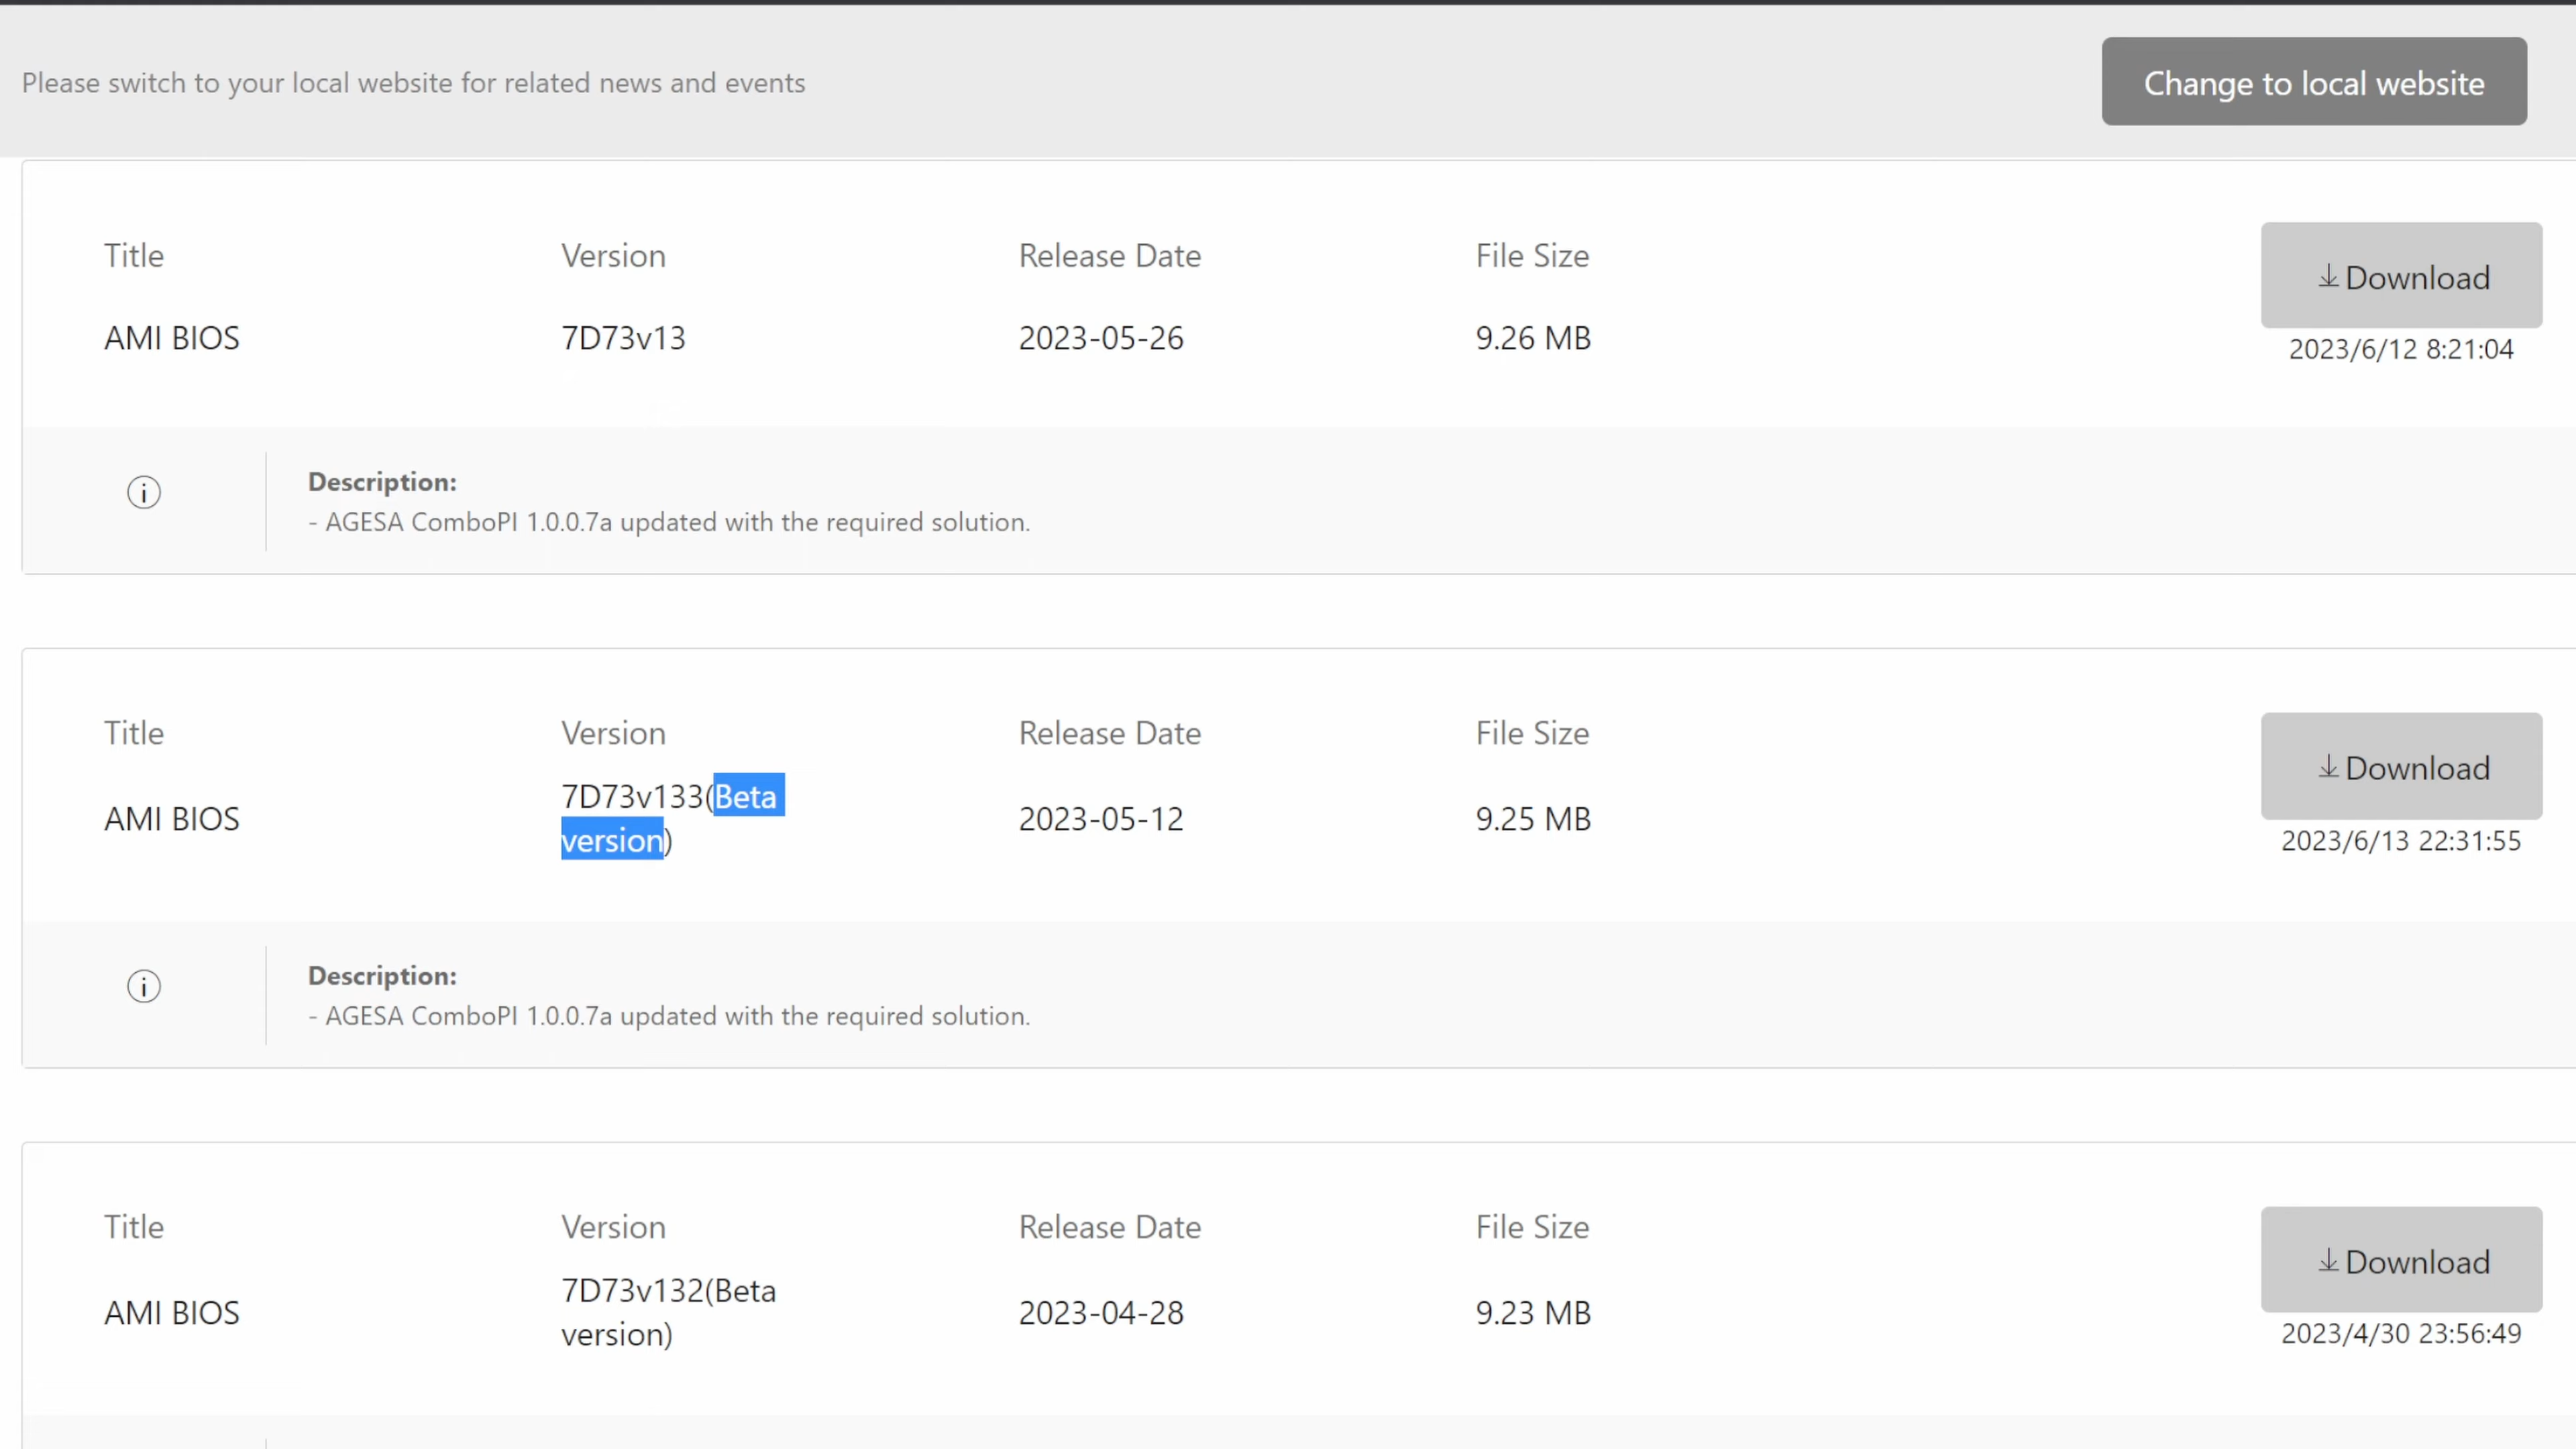 Please switch to your local website for related news and events
Change to local website
Title Version Release Date File Size
Download
AMI BIOS 7D73v13 2023-05-26 9.26 MB
2023/6/12 8:21:04
Description:
- AGESA ComboPI 1.0.0.7a updated with the required solution.
Title Version Release Date File Size
Download
AMI BIOS 7D73v133(Beta
version) 2023-05-12 9.25 MB
2023/6/13 22:31:55
Description:
- AGESA ComboPI 1.0.0.7a updated with the required solution.
Title Version Release Date File Size
Download
AMI BIOS 7D73v132(Beta
version) 2023-04-28 9.23 MB
2023/4/30 23:56:49